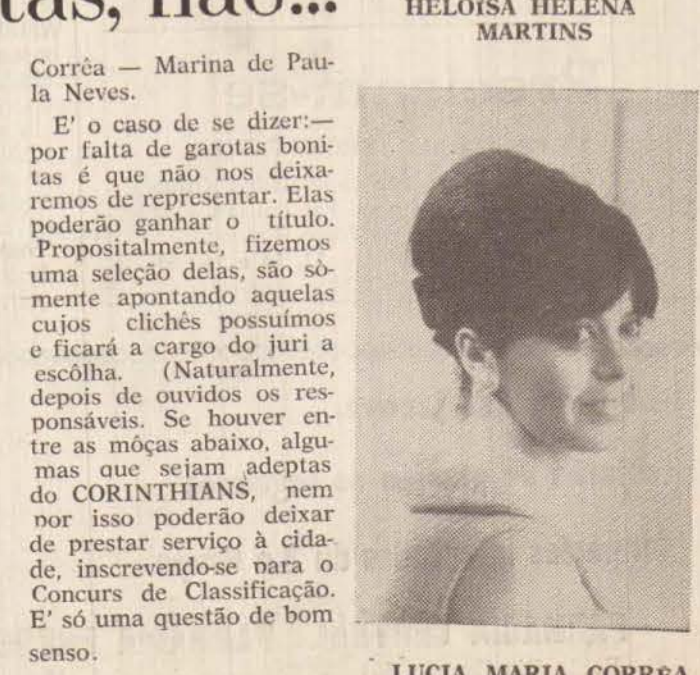 tas, não...
Corrêa — Marina de Pau-
la Neves.
E' o caso de se dizer:—
por falta de garotas boni-
tas é que não nos deixa-
remos de representar. Elas
poderão ganhar o título.
Propositalmente, fizemos
uma seleção delas, são sò-
mente apontando aquelas
cujos clichês possuímos
e ficará a cargo do juri a
escôlha. (Naturalmente,
depois de ouvidos os res-
ponsáveis. Se houver en-
tre as môças abaixo, algu-
mas que sejam adeptas
do CORINTHIANS, nem
por isso poderão deixar
de prestar serviço à cida-
de, inscrevendo-se para o
Concurs de Classificação.
E' só uma questão de bom
senso.
HELOISA HELENA
MARTINS
LUCIA MARIA CORRÊA